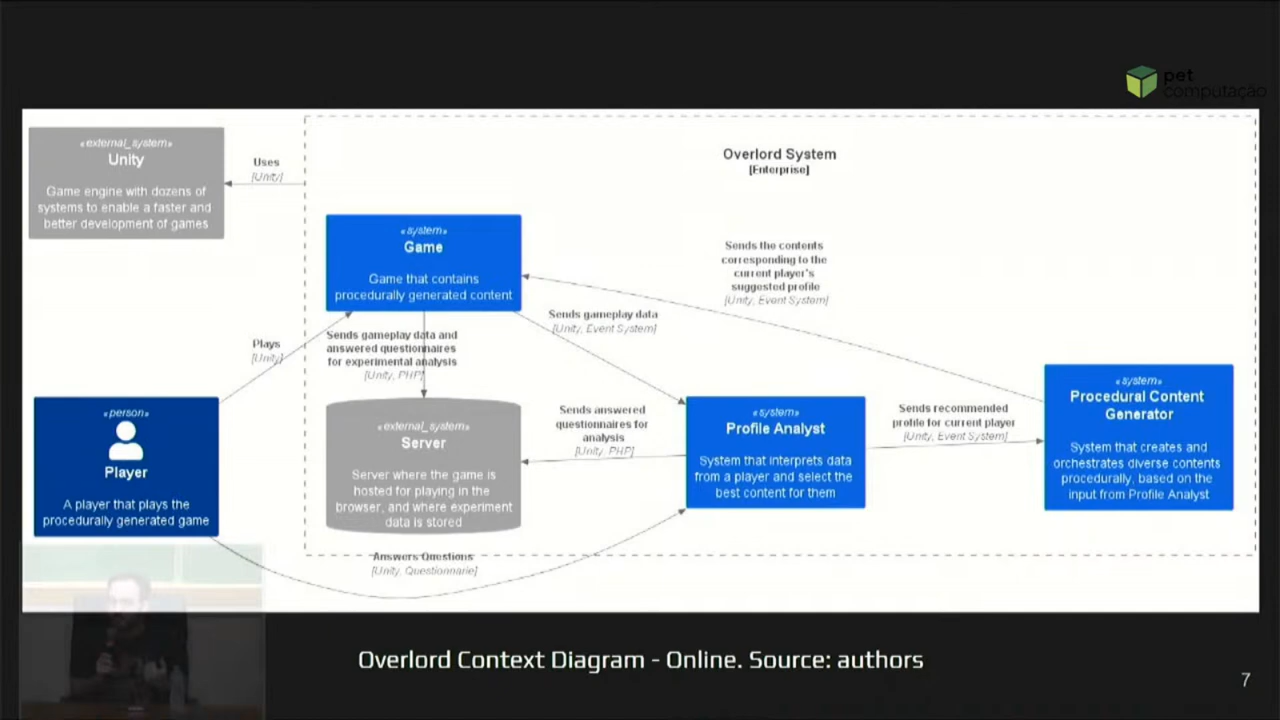 pet
computação
«external_system»
Unity
Game engine with dozens of
systems to enable a faster and
better development of games
Uses
[Unity]
Overlord System
[Enterprise]
«system»
Game
Game that contains
procedurally generated content
Sends the contents
corresponding to the
current player's
suggested profile
[Unity, Event System]
Sends gameplay data
[Unity, Event System]
Plays
[Unity]
Sends gameplay data and
answered questionnaires
for experimental analysis
[Unity, PHP]
«person»
Player
A player that plays the
procedurally generated game
«external_system»
Server
Server where the game is
hosted for playing in the
browser, and where experiment
data is stored
Sends answered
questionnaires for
analysis
[Unity, PHP]
«system»
Profile Analyst
System that interprets data
from a player and select the
best content for them
Sends recommended
profile for current player
[Unity, Event System]
«system»
Procedural Content
Generator
System that creates and
orchestrates diverse contents
procedurally, based on the
input from Profile Analyst
Answers Questions
[Unity, Questionnarie]
Overlord Context Diagram - Online. Source: authors
7